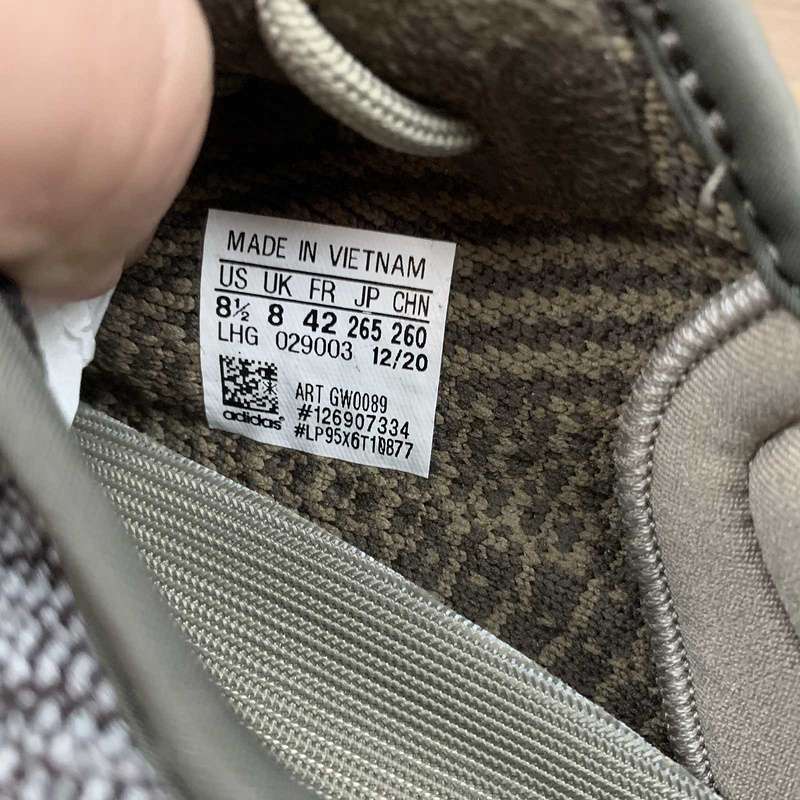 MADE IN VIETNAM
US UK FR JP CHN
8½ 8 42 265 260
LHG 029003 12/20
ART GW0089
#126907334
adidas® #LP95X6T10877